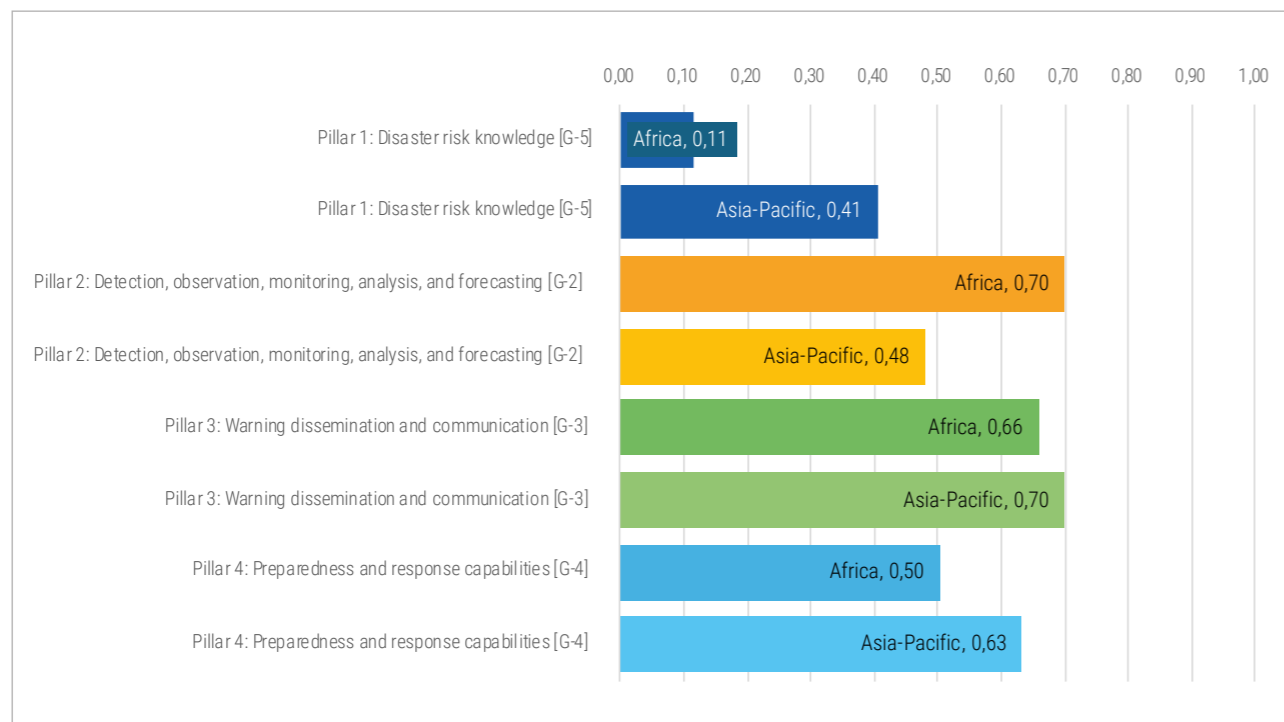 0,00 0,10 0,20 0,30 0,40 0,50 0,60 0,70 0,80 0,90 1,00
Pillar 1: Disaster risk knowledge [G-5] Africa, 0,11
Pillar 1: Disaster risk knowledge [G-5] Asia-Pacific, 0,41
Pillar 2: Detection, observation, monitoring, analysis, and forecasting [G-2] Africa, 0,70
Pillar 2: Detection, observation, monitoring, analysis, and forecasting [G-2] Asia-Pacific, 0,48
Pillar 3: Warning dissemination and communication [G-3] Africa, 0,66
Pillar 3: Warning dissemination and communication [G-3] Asia-Pacific, 0,70
Pillar 4: Preparedness and response capabilities [G-4] Africa, 0,50
Pillar 4: Preparedness and response capabilities [G-4] Asia-Pacific, 0,63